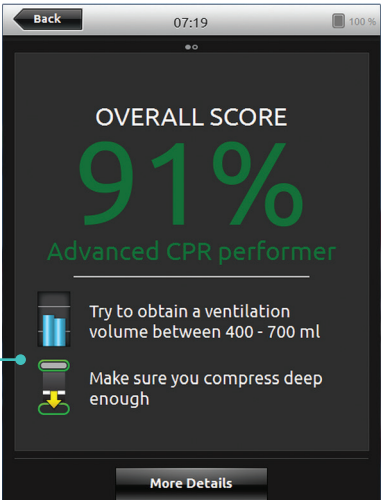 Back
07:19
100 %
OVERALL SCORE
91%
Advanced CPR performer
Try to obtain a ventilation
volume between 400 - 700 ml
Make sure you compress deep
enough
More Details